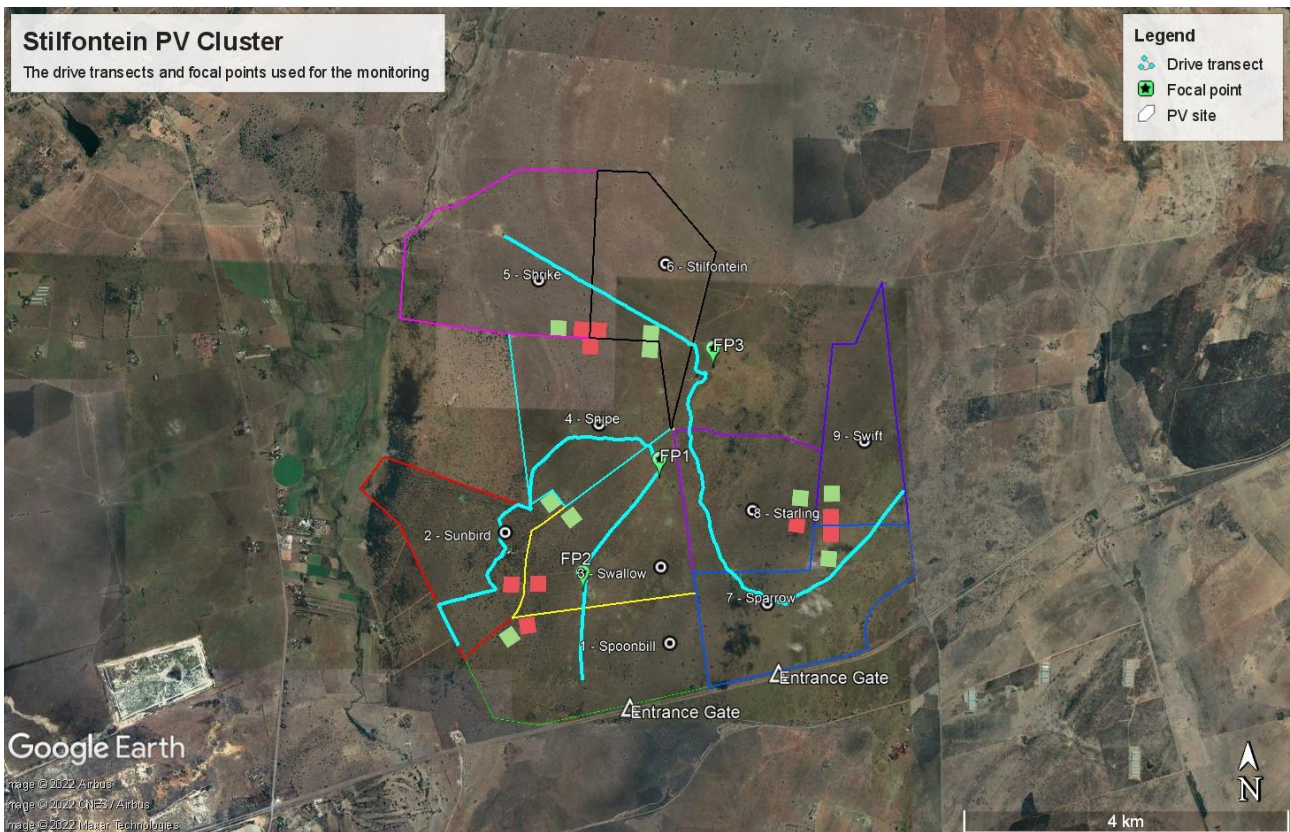 Stilfontein PV Cluster
The drive transects and focal points used for the monitoring
Legend
Drive transect
Focal point
PV site
5 - Shrike
6 - Stilfontein
FP3
4 - Snipe
FP1
9 - Swift
8 - Starling
2 - Sunbird
FP2
3 - Swallow
7 - Sparrow
1 - Spoonbill
Entrance Gate
Entrance Gate
Google Earth
Image © 2022 Airbus
Image © 2022 CNES / Airbus
Image © 2022 Maxar Technologies
N
4 km